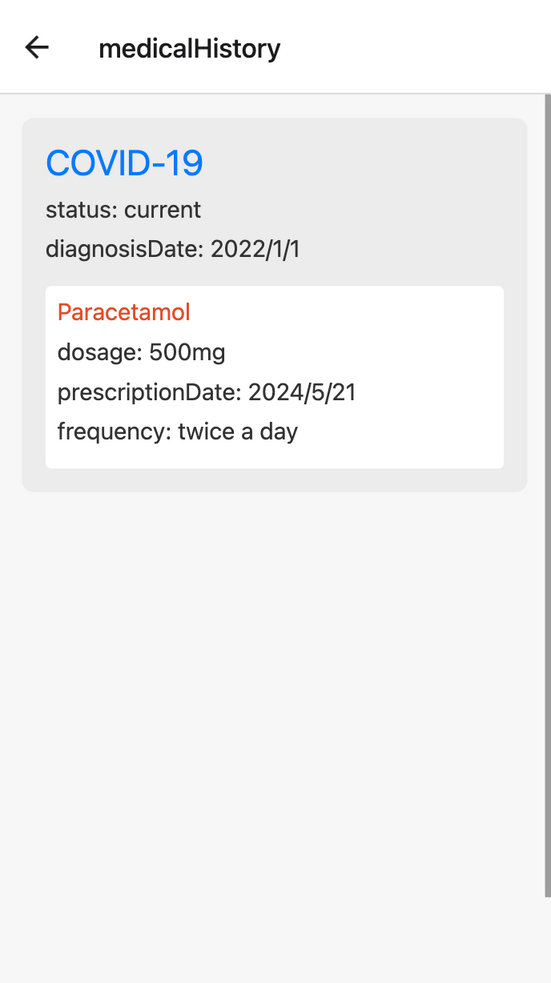 medicalHistory
COVID-19
status: current
diagnosisDate: 2022/1/1
Paracetamol
dosage: 500mg
prescriptionDate: 2024/5/21
frequency: twice a day